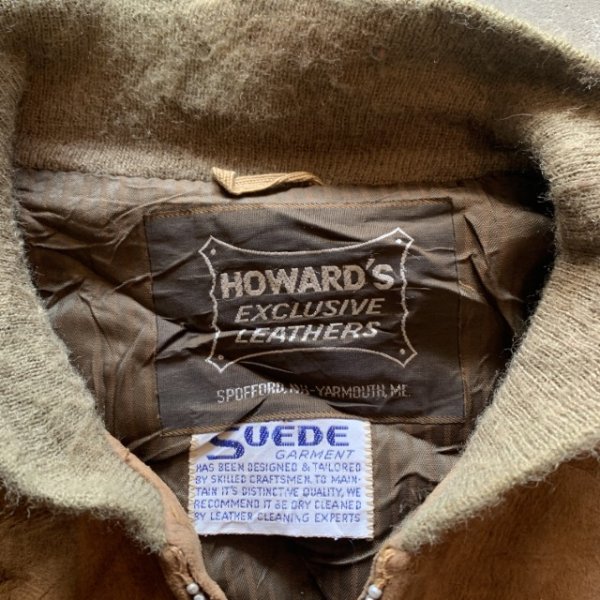 HOWARD'S
EXCLUSIVE
LEATHERS
SPOFFORD, NH-YARMOUTH, ME.
SUEDE
GARMENT
HAS BEEN DESIGNED & TAILORED
BY SKILLED CRAFTSMEN. TO MAIN-
TAIN IT'S DISTINCTIVE QUALITY, WE
RECOMMEND IT BE DRY CLEANED
BY LEATHER CLEANING EXPERTS